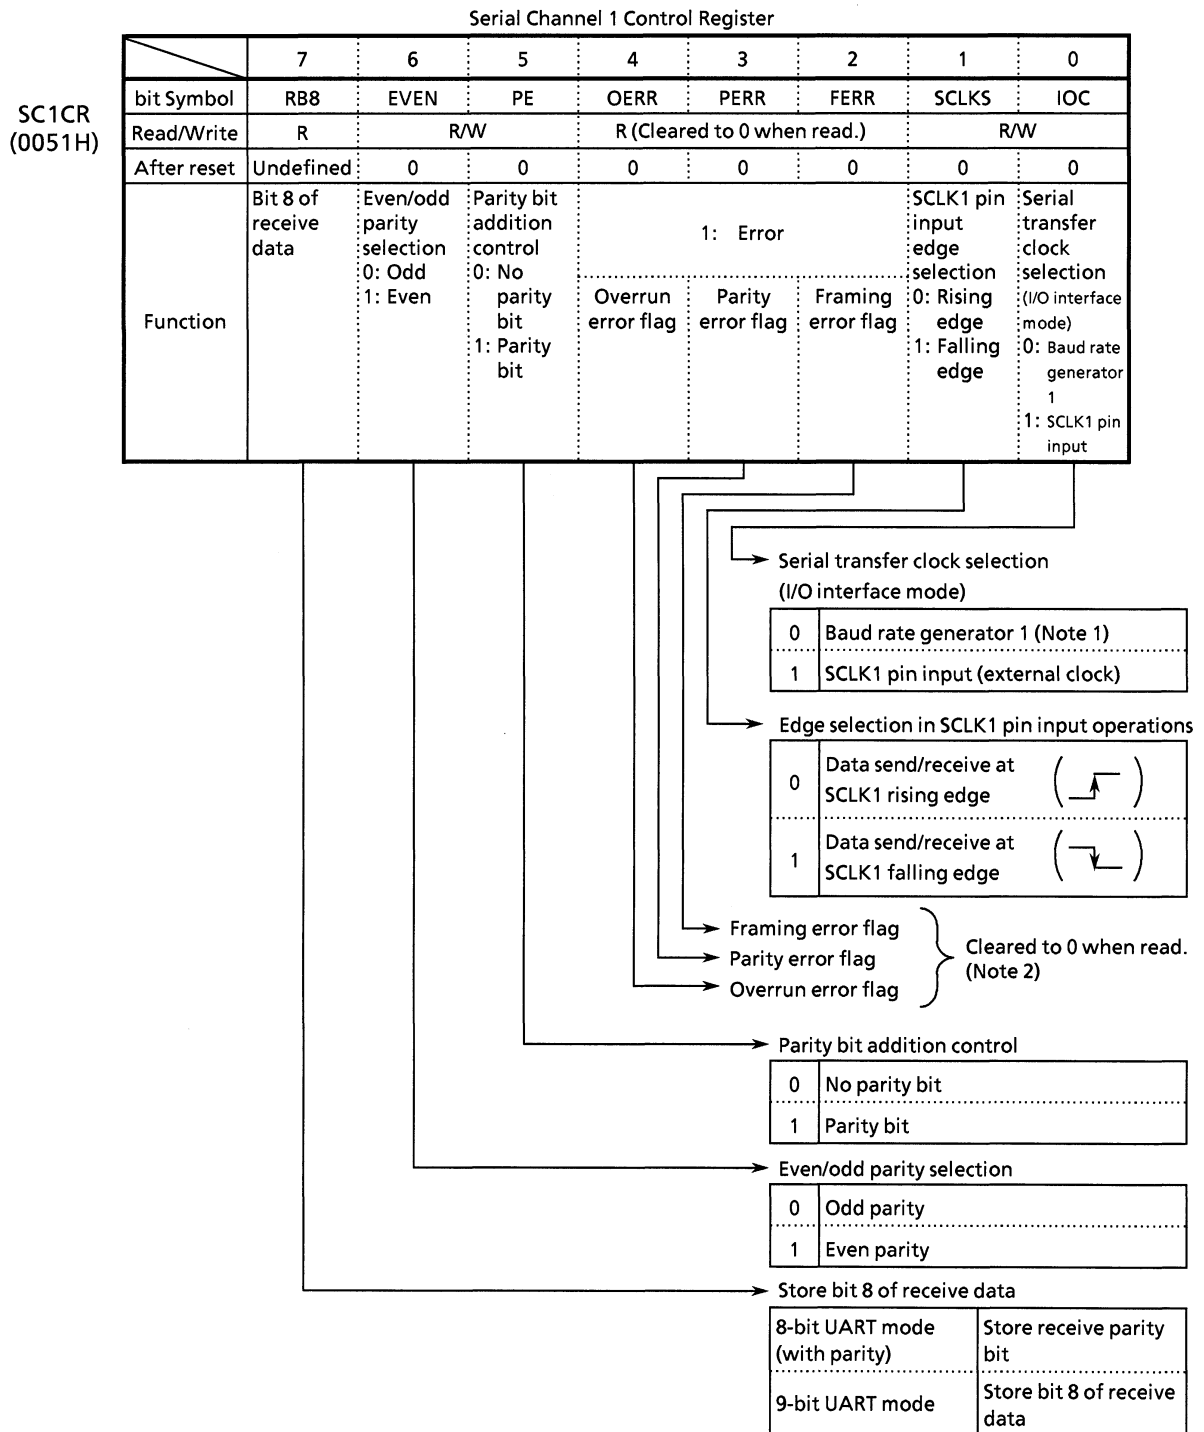 Serial Channel 1 Control Register
SC1CR
(0051H)
7 6 5 4 3 2 1 0
bit Symbol RB8 EVEN PE OERR PERR FERR SCLKS IOC
Read/Write R R/W R (Cleared to 0 when read.) R/W
After reset Undefined 0 0 0 0 0 0 0
Function
Bit 8 of
receive
data
Even/odd
parity
selection
0: Odd
1: Even
Parity bit
addition
control
0: No
parity
bit
1: Parity
bit
1: Error
Overrun
error flag
Parity
error flag
Framing
error flag
SCLK1 pin
input
edge
selection
0: Rising
edge
1: Falling
edge
Serial
transfer
clock
selection
(I/O interface
mode)
0: Baud rate
generator
1
1: SCLK1 pin
input
Serial transfer clock selection
(I/O interface mode)
0 Baud rate generator 1 (Note 1)
1 SCLK1 pin input (external clock)
Edge selection in SCLK1 pin input operations
0 Data send/receive at
SCLK1 rising edge
1 Data send/receive at
SCLK1 falling edge
Framing error flag
Parity error flag
Overrun error flag
Cleared to 0 when read.
(Note 2)
Parity bit addition control
0 No parity bit
1 Parity bit
Even/odd parity selection
0 Odd parity
1 Even parity
Store bit 8 of receive data
8-bit UART mode
(with parity)
Store receive parity
bit
9-bit UART mode
Store bit 8 of receive
data